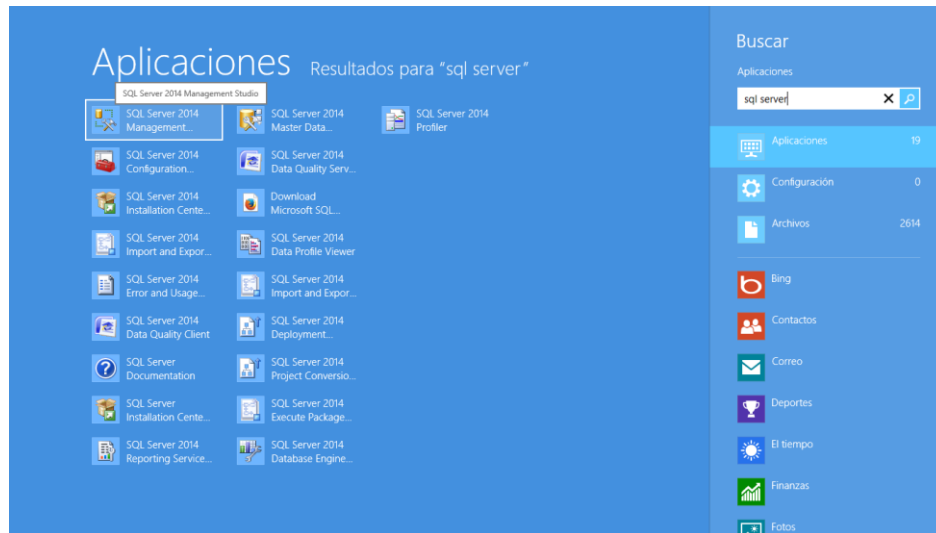 Aplicaciones Resultados para "sql server"
SQL Server 2014 Management Studio
SQL Server 2014
Management...
SQL Server 2014
Configuration...
SQL Server 2014
Installation Cente...
SQL Server 2014
Import and Expor...
SQL Server 2014
Error and Usage...
SQL Server 2014
Data Quality Client
SQL Server
Documentation
SQL Server
Installation Cente...
SQL Server 2014
Reporting Service...
SQL Server 2014
Master Data...
SQL Server 2014
Data Quality Serv...
Download
Microsoft SQL...
SQL Server 2014
Data Profile Viewer
SQL Server 2014
Import and Expor...
SQL Server 2014
Deployment...
SQL Server 2014
Project Conversio...
SQL Server 2014
Execute Package...
SQL Server 2014
Database Engine...
SQL Server 2014
Profiler
Buscar
Aplicaciones
sql server
Aplicaciones 19
Configuración 0
Archivos 2614
Bing
Contactos
Correo
Deportes
El tiempo
Finanzas
Fotos